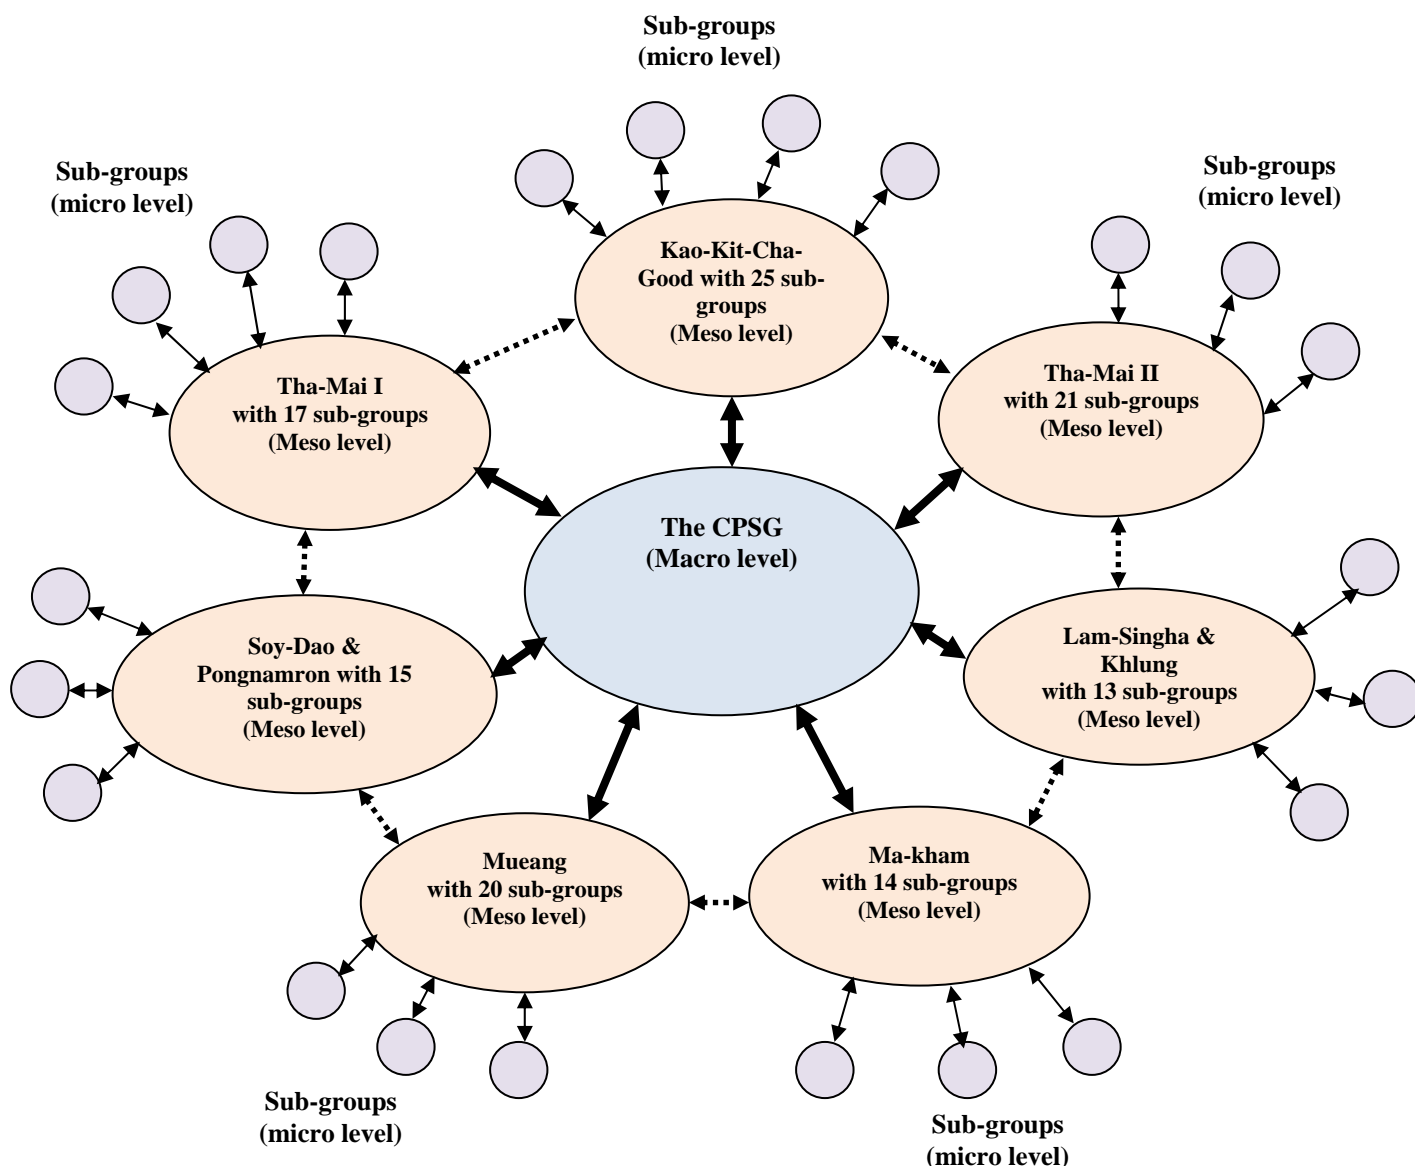 Sub-groups
(micro level)
Sub-groups
(micro level)
Sub-groups
(micro level)
Kao-Kit-Cha-
Good with 25 sub-
groups
(Meso level)
Tha-Mai I
with 17 sub-groups
(Meso level)
Tha-Mai II
with 21 sub-groups
(Meso level)
The CPSG
(Macro level)
Soy-Dao &
Pongnamron with 15
sub-groups
(Meso level)
Lam-Singha &
Khlung
with 13 sub-groups
(Meso level)
Mueang
with 20 sub-groups
(Meso level)
Ma-kham
with 14 sub-groups
(Meso level)
Sub-groups
(micro level)
Sub-groups
(micro level)